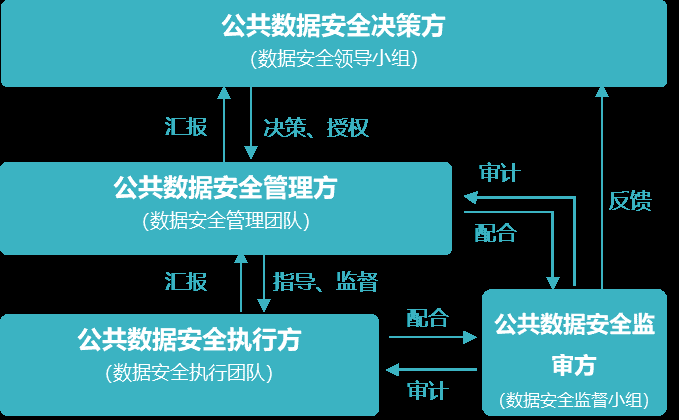 公共数据安全决策方
(数据安全领导小组)
汇报
决策、授权
公共数据安全管理方
(数据安全管理团队)
审计
配合
反馈
汇报
指导、监督
公共数据安全执行方
(数据安全执行团队)
配合
审计
公共数据安全监
审方
(数据安全监督小组)